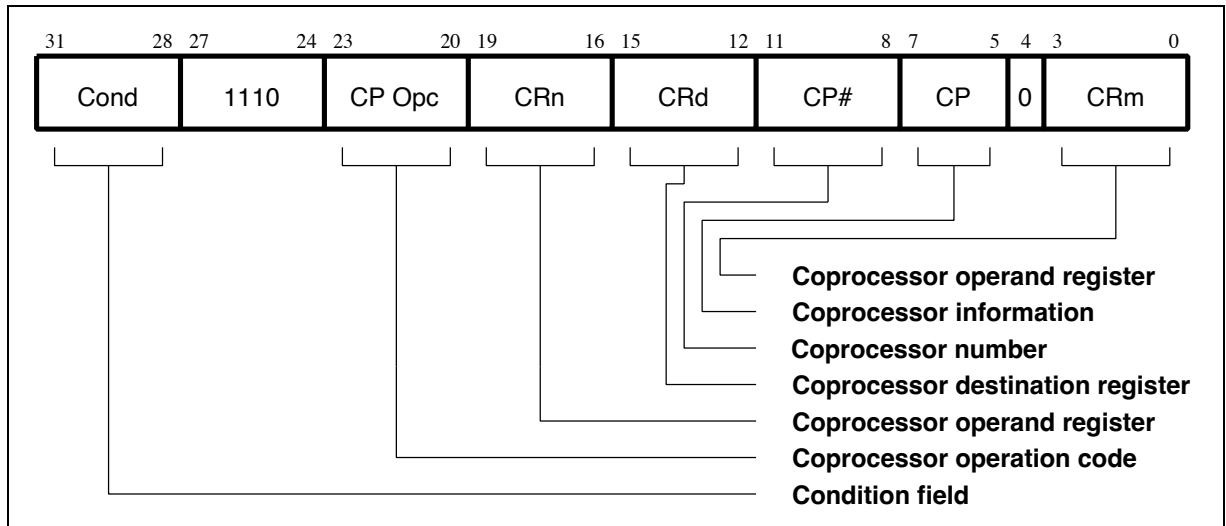 31 28 27 24 23 20 19 16 15 12 11 8 7 5 4 3 0
Cond 1110 CP Opc CRn CRd CP# CP 0 CRm
Coprocessor operand register
Coprocessor information
Coprocessor number
Coprocessor destination register
Coprocessor operand register
Coprocessor operation code
Condition field